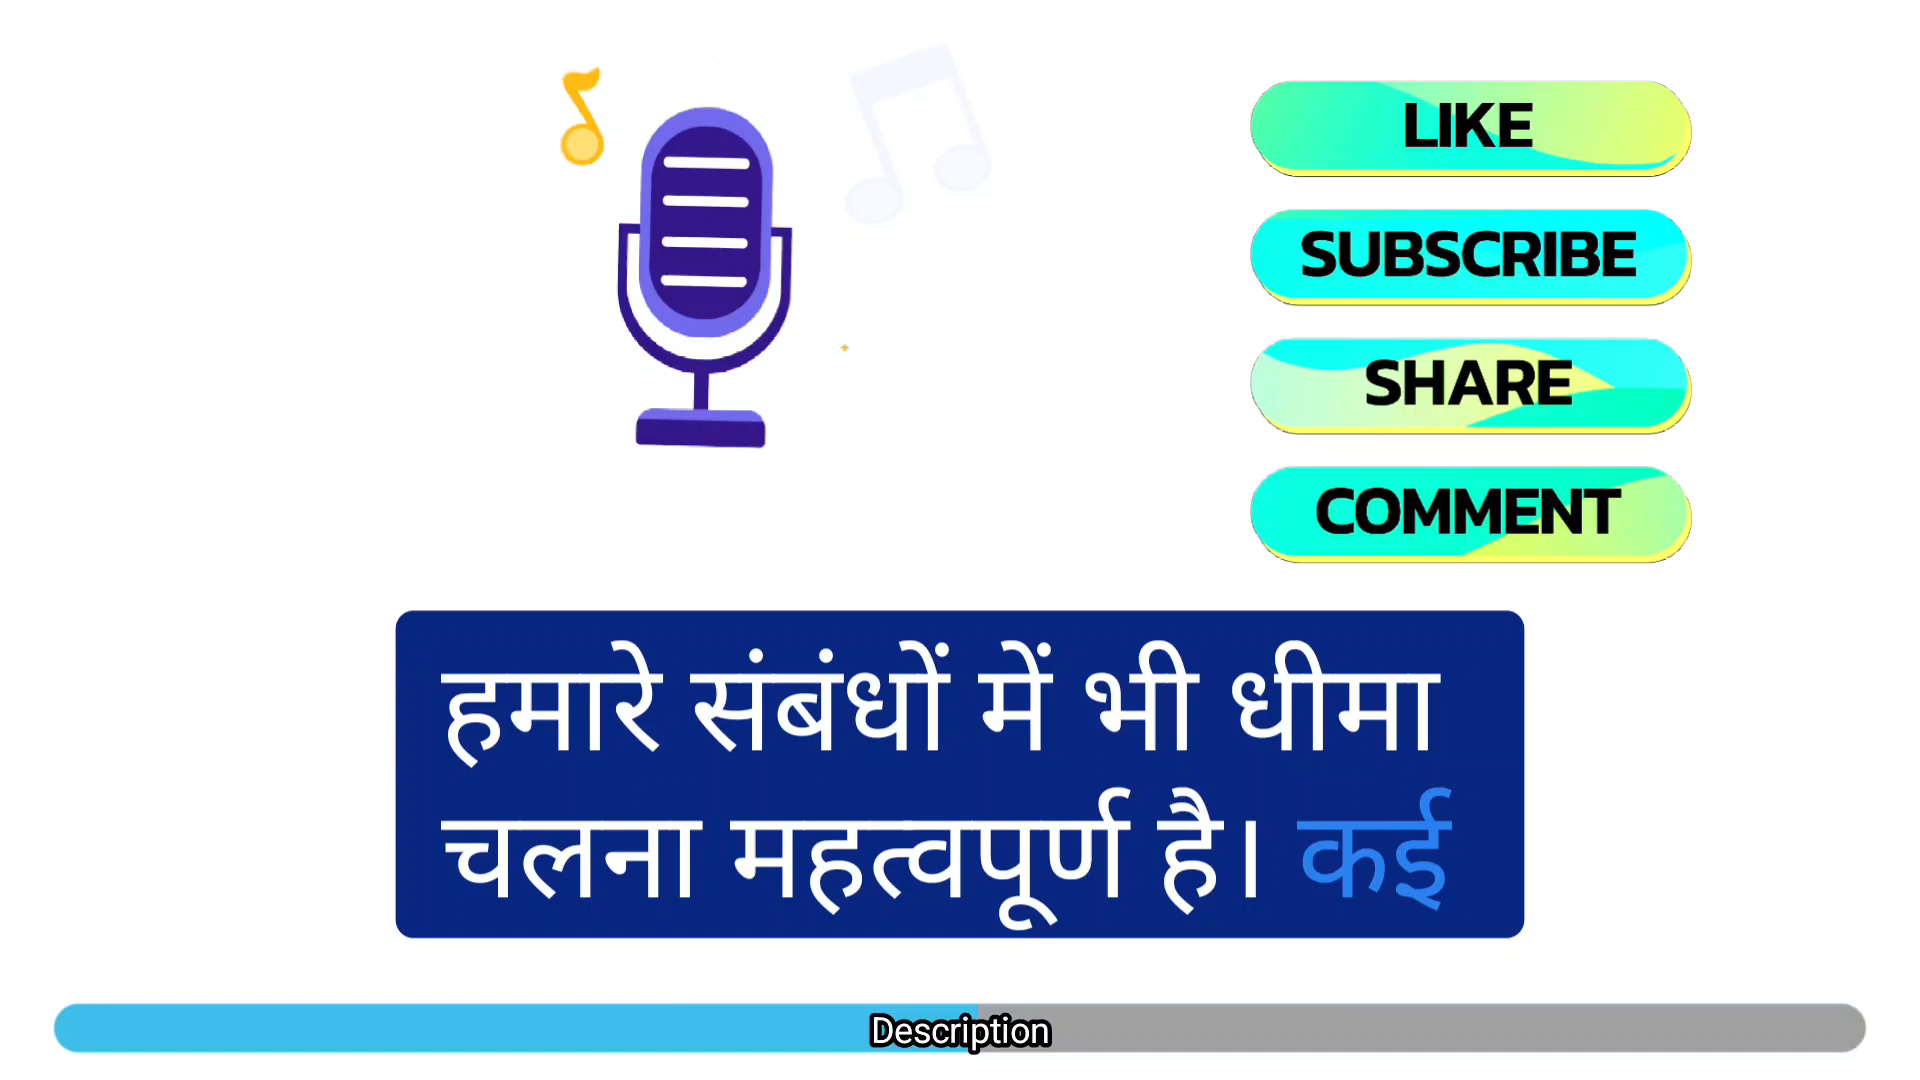 LIKE
SUBSCRIBE
SHARE
COMMENT
हमारे संबंधों में भी धीमा
चलना महत्वपूर्ण है। कई
Description